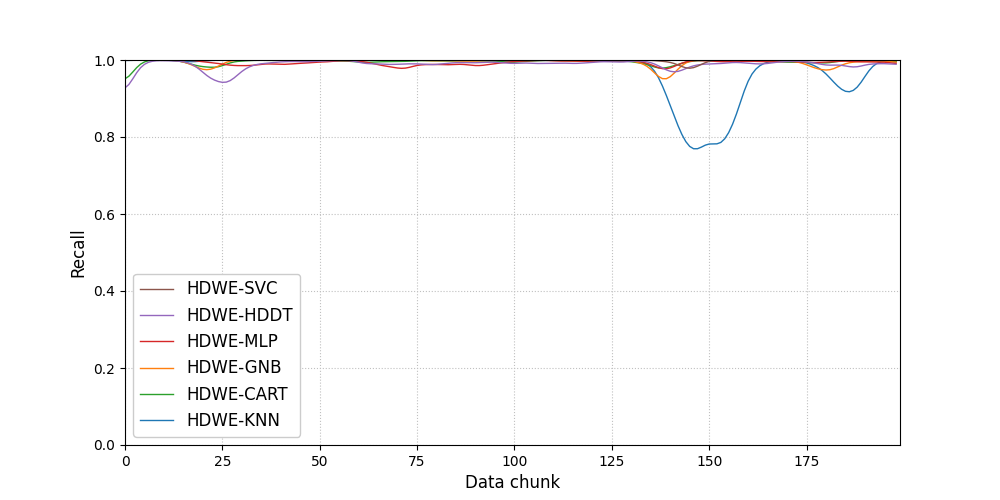 1.0
0.8
0.6
0.4
0.2
0.0
Recall
HDWE-SVC
HDWE-HDDT
HDWE-MLP
HDWE-GNB
HDWE-CART
HDWE-KNN
0 25 50 75 100 125 150 175
Data chunk